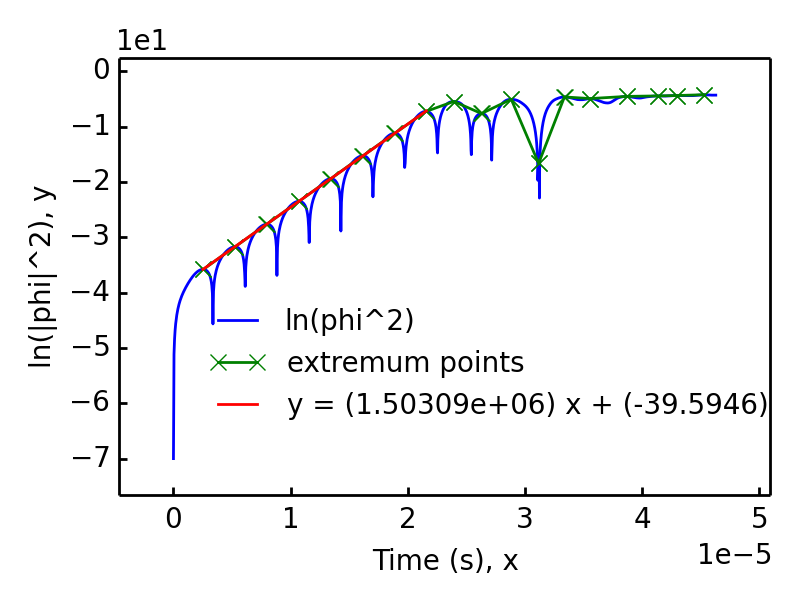 1e1
0
−1
−2
−3
−4
−5
−6
−7
ln(|phi|^2), y
ln(phi^2)
extremum points
y = (1.50309e+06) x + (-39.5946)
0 1 2 3 4 5
1e−5
Time (s), x